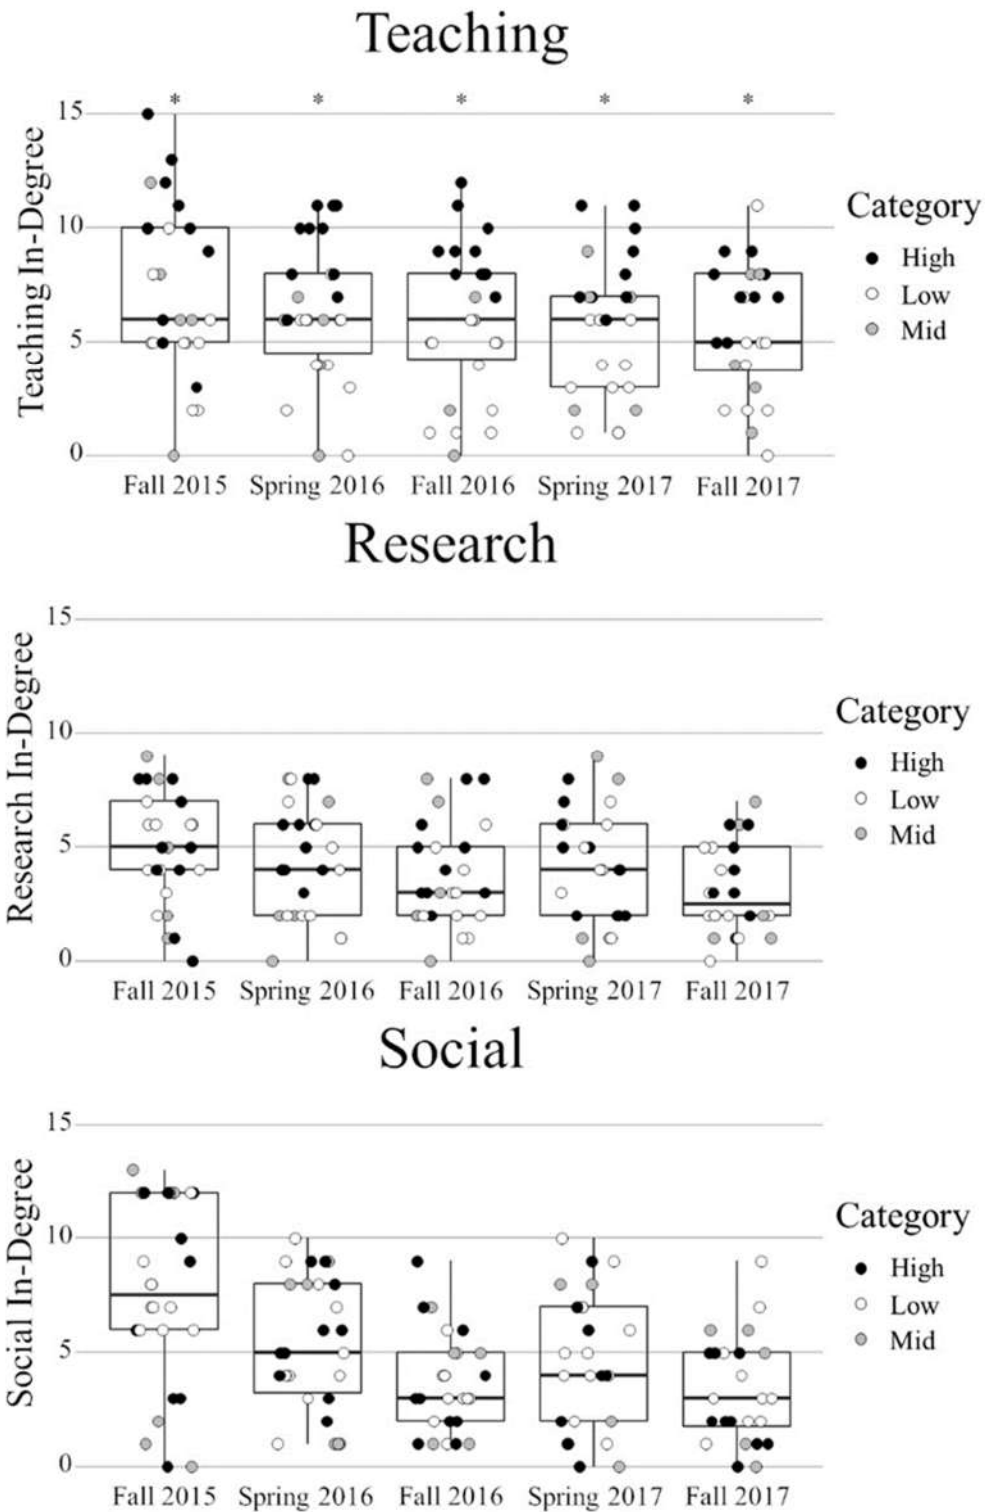 Teaching
* * * * *
Teaching In-Degree
15
10
5
0
Fall 2015 Spring 2016 Fall 2016 Spring 2017 Fall 2017
Category
High
Low
Mid
Research
Research In-Degree
15
10
5
0
Fall 2015 Spring 2016 Fall 2016 Spring 2017 Fall 2017
Category
High
Low
Mid
Social
Social In-Degree
15
10
5
0
Fall 2015 Spring 2016 Fall 2016 Spring 2017 Fall 2017
Category
High
Low
Mid